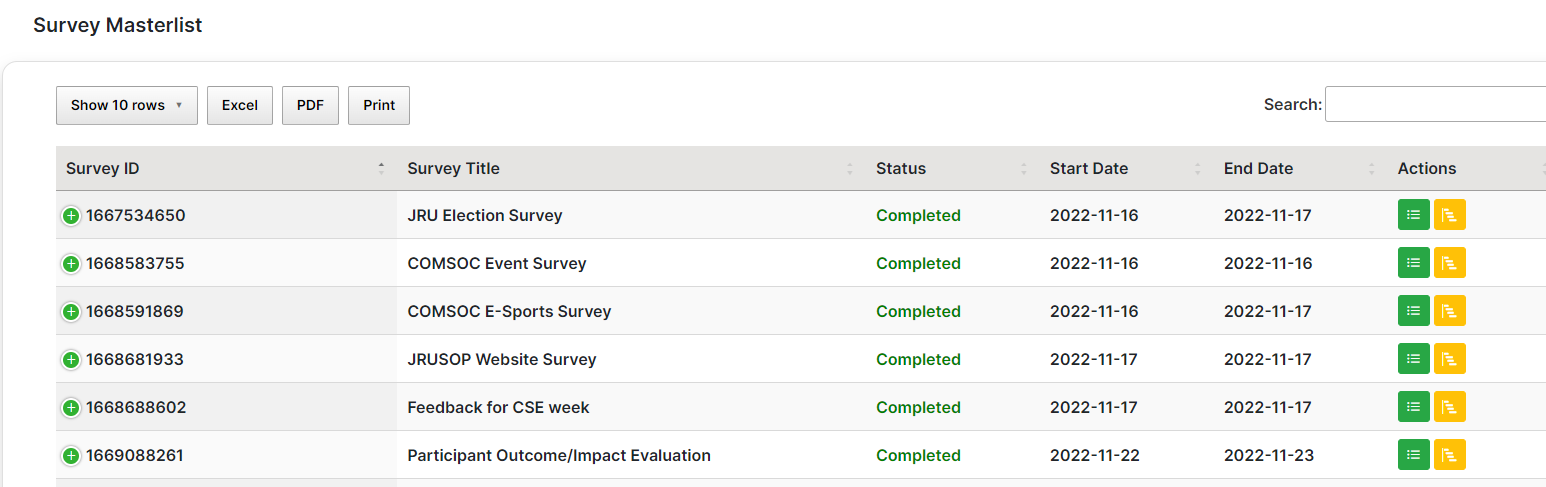 Survey Masterlist
Show 10 rows Excel PDF Print Search:
Survey ID Survey Title Status Start Date End Date Actions
1667534650 JRU Election Survey Completed 2022-11-16 2022-11-17
1668583755 COMSOC Event Survey Completed 2022-11-16 2022-11-16
1668591869 COMSOC E-Sports Survey Completed 2022-11-16 2022-11-17
1668681933 JRUSOP Website Survey Completed 2022-11-17 2022-11-17
1668688602 Feedback for CSE week Completed 2022-11-17 2022-11-17
1669088261 Participant Outcome/Impact Evaluation Completed 2022-11-22 2022-11-23